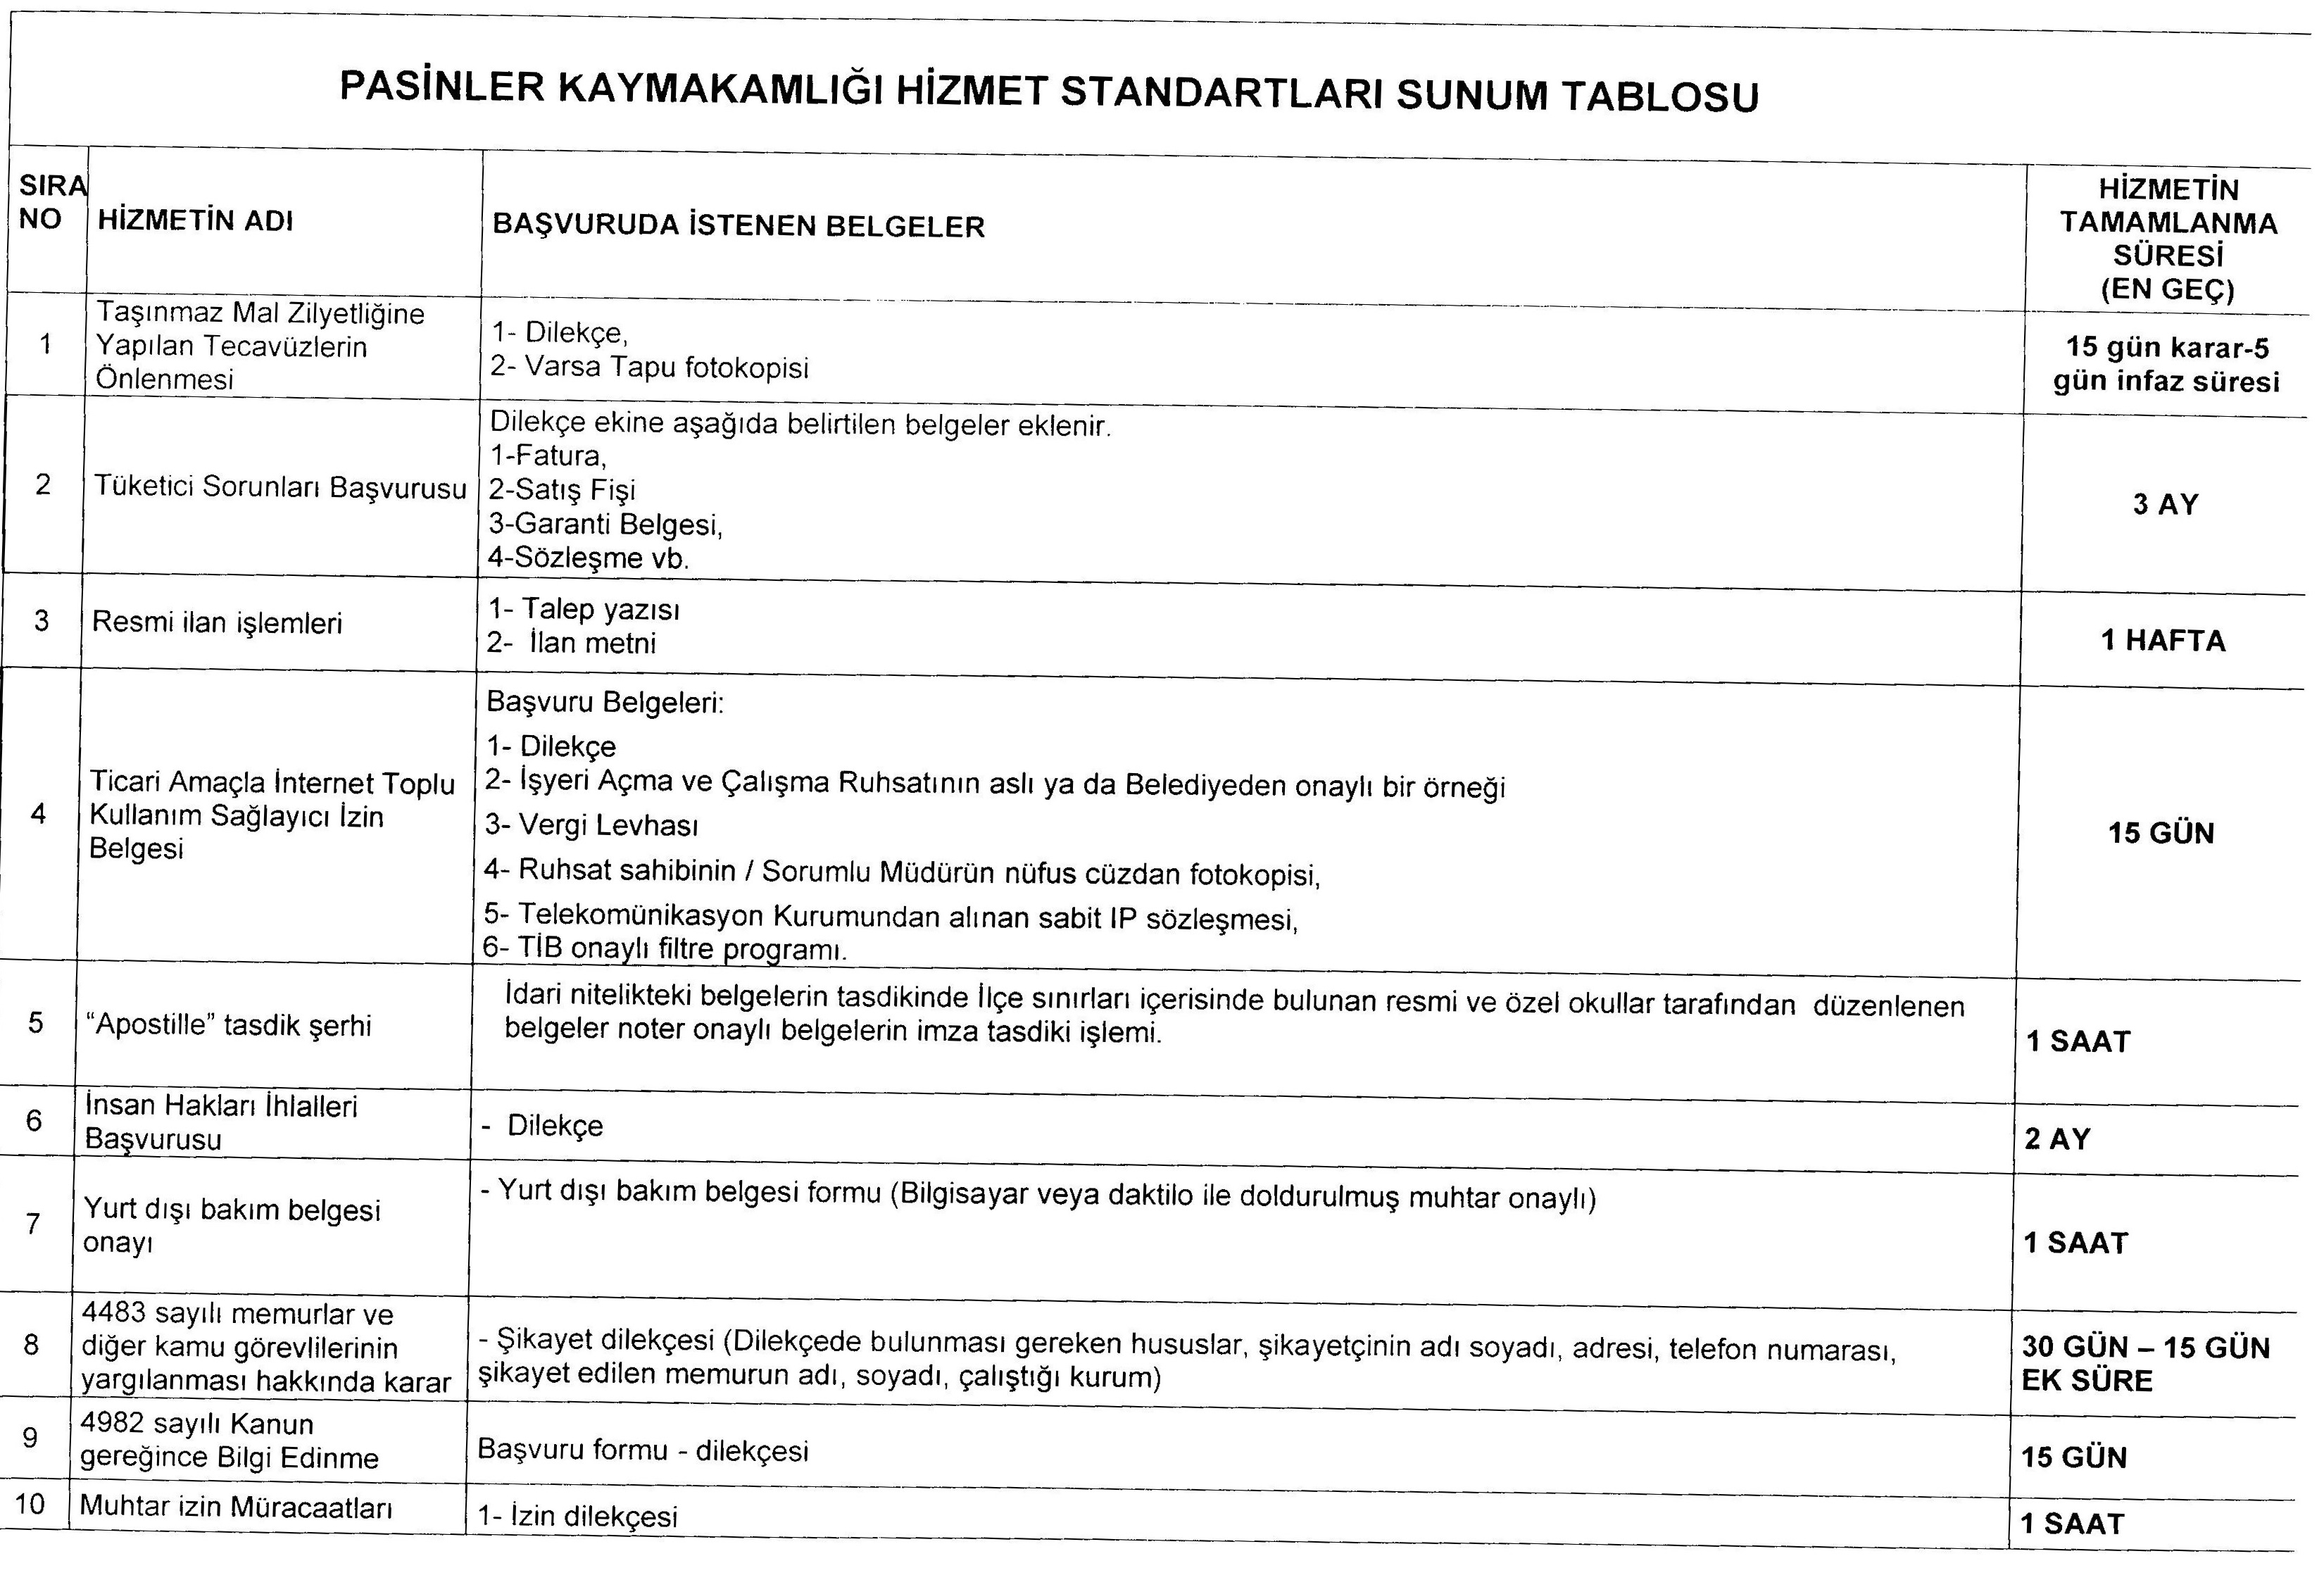 PASİNLER KAYMAKAMLIĞI HİZMET STANDARTLARI SUNUM TABLOSU
SIRA
NO
HİZMETİN ADI
BAŞVURUDA İSTENEN BELGELER
HİZMETİN
TAMAMLANMA
SÜRESİ
(EN GEÇ)
1
Taşınmaz Mal Zilyetliğine
Yapılan Tecavüzlerin
Önlenmesi
1- Dilekçe,
2- Varsa Tapu fotokopisi
15 gün karar-5
gün infaz süresi
2
Tüketici Sorunları Başvurusu
Dilekçe ekine aşağıda belirtilen belgeler eklenir.
1-Fatura,
2-Satış Fişi
3-Garanti Belgesi,
4-Sözleşme vb.
3 AY
3
Resmi ilan işlemleri
1- Talep yazısı
2- İlan metni
1 HAFTA
4
Ticari Amaçla İnternet Toplu
Kullanım Sağlayıcı İzin
Belgesi
Başvuru Belgeleri:
1- Dilekçe
2- İşyeri Açma ve Çalışma Ruhsatının aslı ya da Belediyeden onaylı bir örneği
3- Vergi Levhası
4- Ruhsat sahibinin / Sorumlu Müdürün nüfus cüzdan fotokopisi,
5- Telekomünikasyon Kurumundan alınan sabit IP sözleşmesi,
6- TİB onaylı filtre programı.
15 GÜN
5
“Apostille” tasdik şerhi
İdari nitelikteki belgelerin tasdikinde İlçe sınırları içerisinde bulunan resmi ve özel okullar tarafından düzenlenen
belgeler noter onaylı belgelerin imza tasdiki işlemi.
1 SAAT
6
İnsan Hakları İhlalleri
Başvurusu
- Dilekçe
2 AY
7
Yurt dışı bakım belgesi
onayı
- Yurt dışı bakım belgesi formu (Bilgisayar veya daktilo ile doldurulmuş muhtar onaylı)
1 SAAT
8
4483 sayılı memurlar ve
diğer kamu görevlilerinin
yargılanması hakkında karar
- Şikayet dilekçesi (Dilekçede bulunması gereken hususlar, şikayetçinin adı soyadı, adresi, telefon numarası,
şikayet edilen memurun adı, soyadı, çalıştığı kurum)
30 GÜN – 15 GÜN
EK SÜRE
9
4982 sayılı Kanun
gereğince Bilgi Edinme
Başvuru formu - dilekçesi
15 GÜN
10
Muhtar izin Müracaatları
1- İzin dilekçesi
1 SAAT